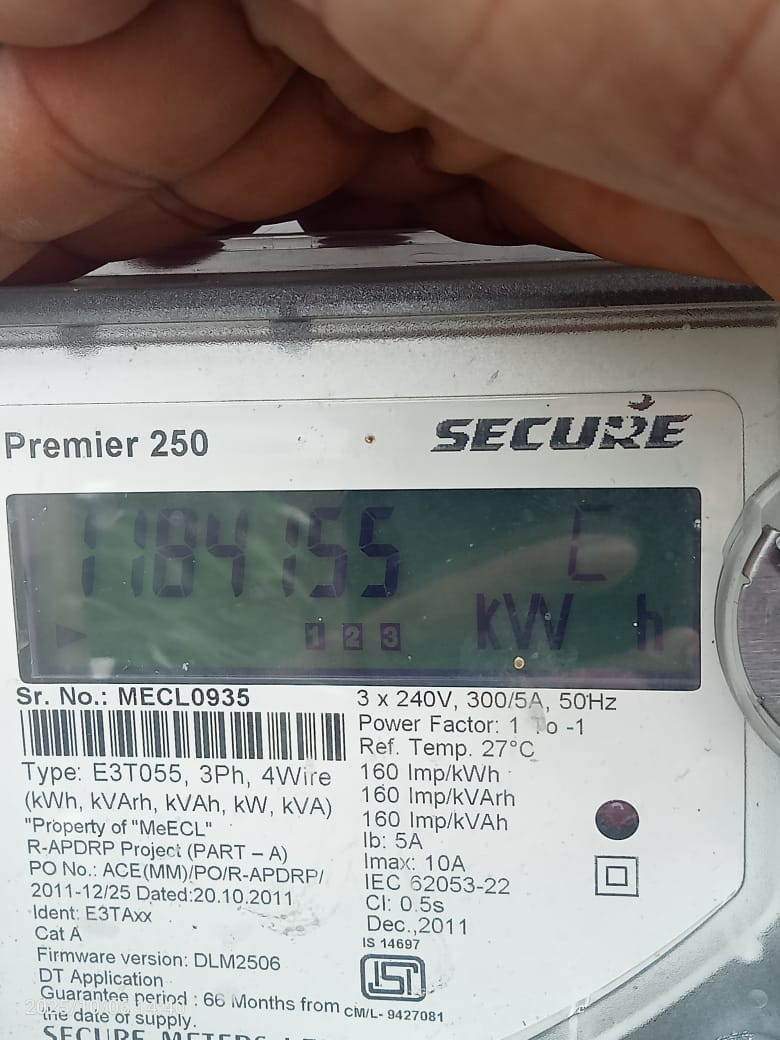 Premier 250
SECURE
1184155 C
kW h
1 2 3
Sr. No.: MECL0935
Type: E3T055, 3Ph, 4Wire
(kWh, kVArh, kVAh, kW, kVA)
"Property of "MeECL"
R-APDRP Project (PART – A)
PO No.: ACE(MM)/PO/R-APDRP/
2011-12/25 Dated:20.10.2011
Ident: E3TAxx
Cat A
Firmware version: DLM2506
DT Application
Guarantee period : 66 Months from
the date of supply.
SECURE METERS
3 x 240V, 300/5A, 50Hz
Power Factor: 1 To -1
Ref. Temp. 27°C
160 Imp/kWh
160 Imp/kVArh
160 Imp/kVAh
Ib: 5A
Imax: 10A
IEC 62053-22
Cl: 0.5s
Dec.,2011
IS 14697
ISI
CM/L- 9427081